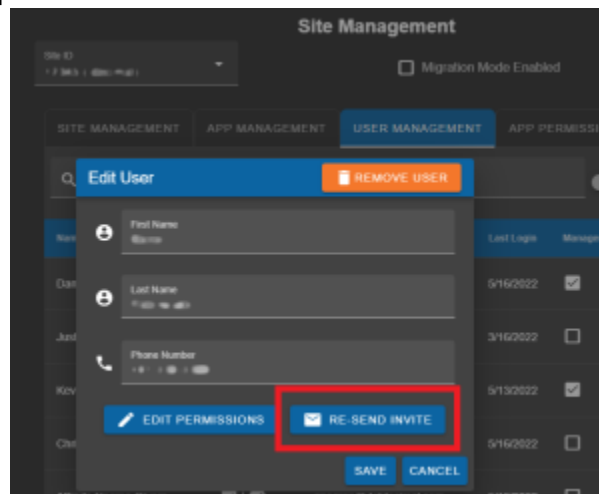 Site Management
Site ID
Migration Mode Enabled
SITE MANAGEMENT APP MANAGEMENT USER MANAGEMENT APP PERMISSI
Edit User REMOVE USER
First Name
Last Login Manage
Last Name
5/16/2022
3/16/2022
Phone Number
Kev 5/13/2022
EDIT PERMISSIONS RE-SEND INVITE
5/16/2022
SAVE CANCEL